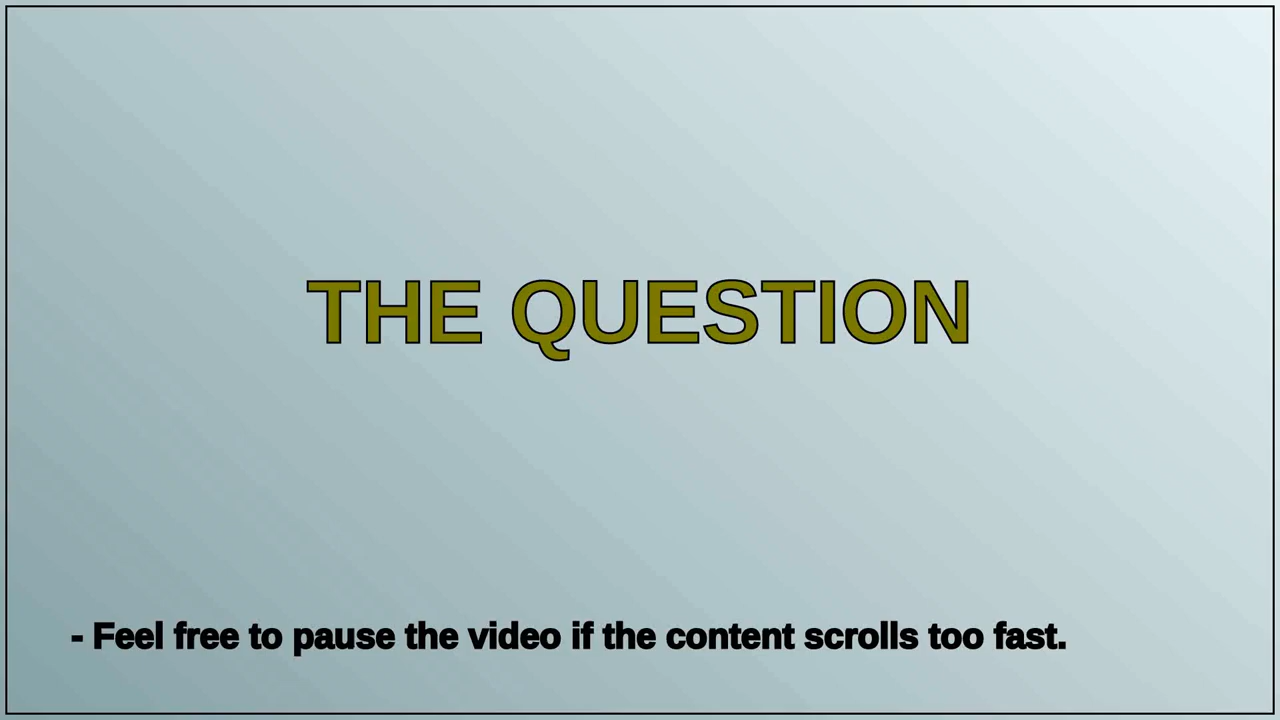 THE QUESTION
- Feel free to pause the video if the content scrolls too fast.